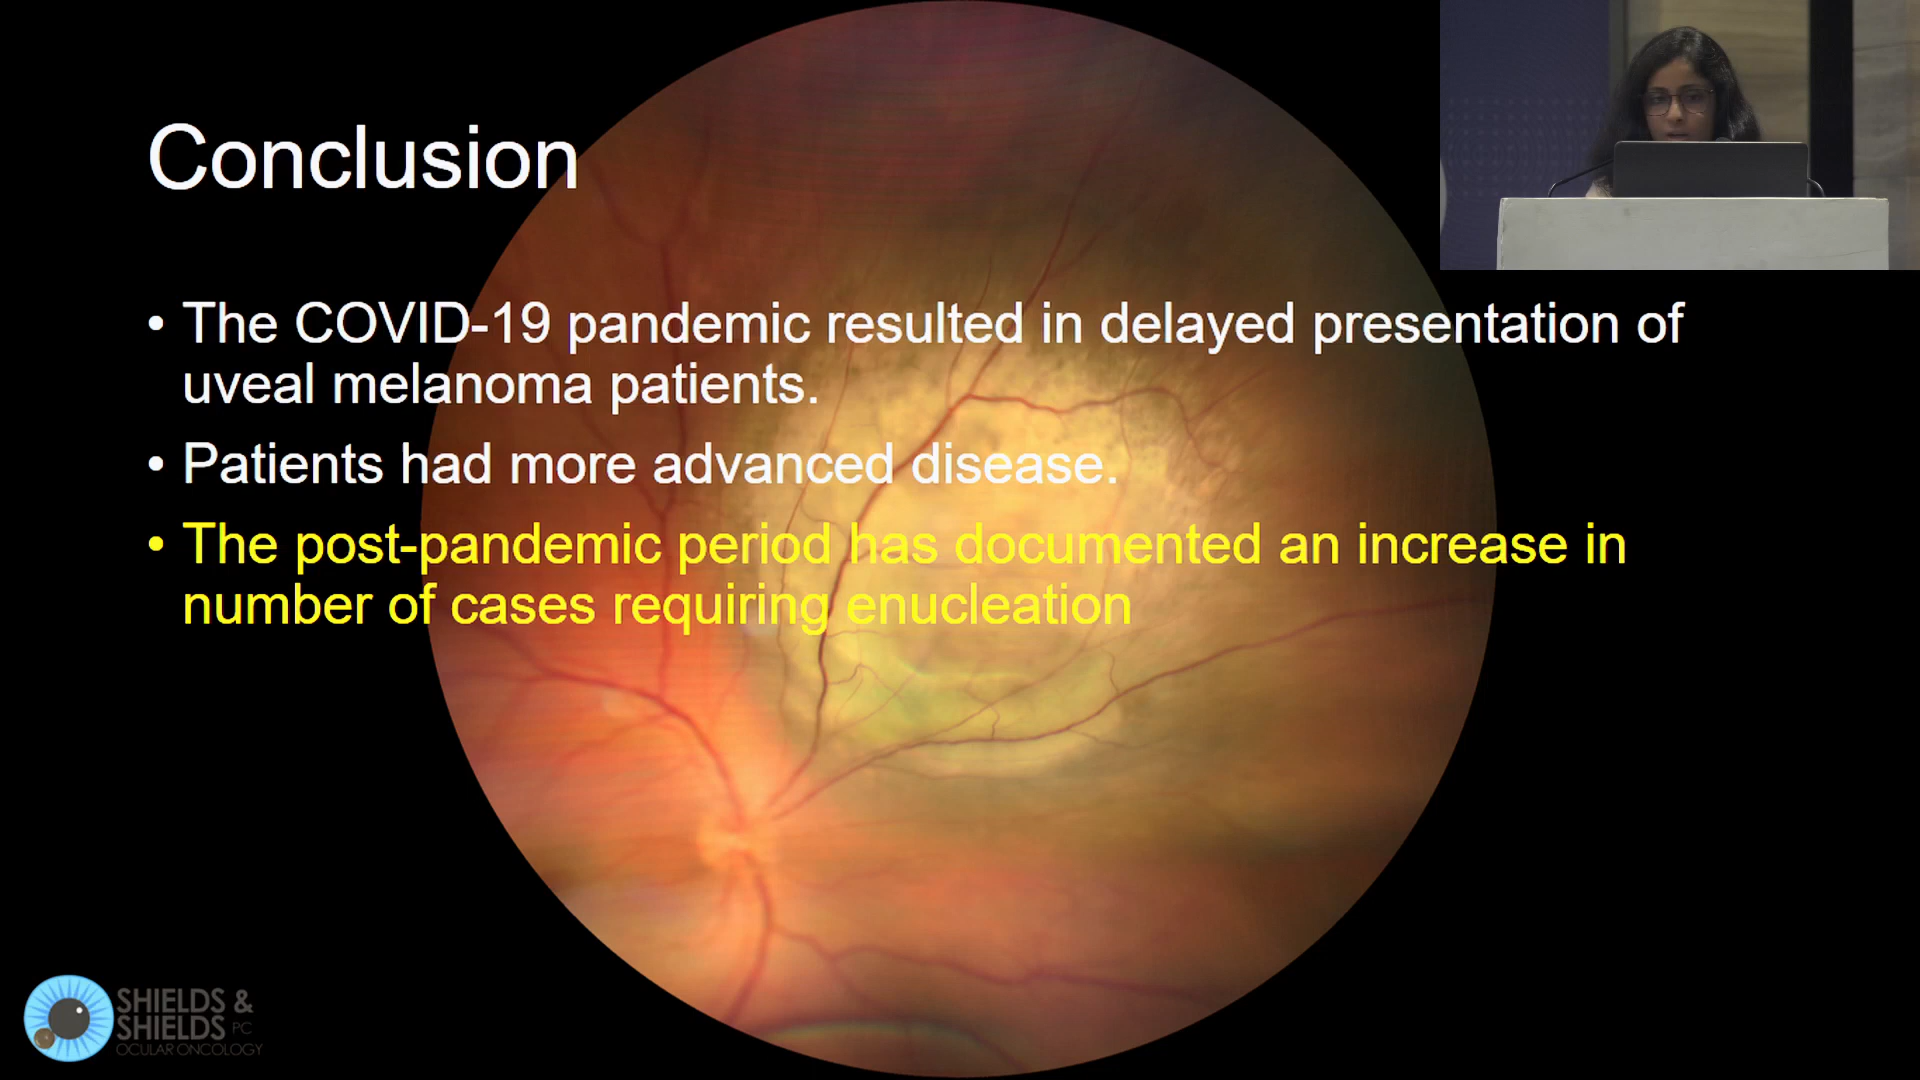 Conclusion
• The COVID-19 pandemic resulted in delayed presentation of
uveal melanoma patients.
• Patients had more advanced disease.
• The post-pandemic period has documented an increase in
number of cases requiring enucleation
SHIELDS &
SHIELDS PC
OCULAR ONCOLOGY